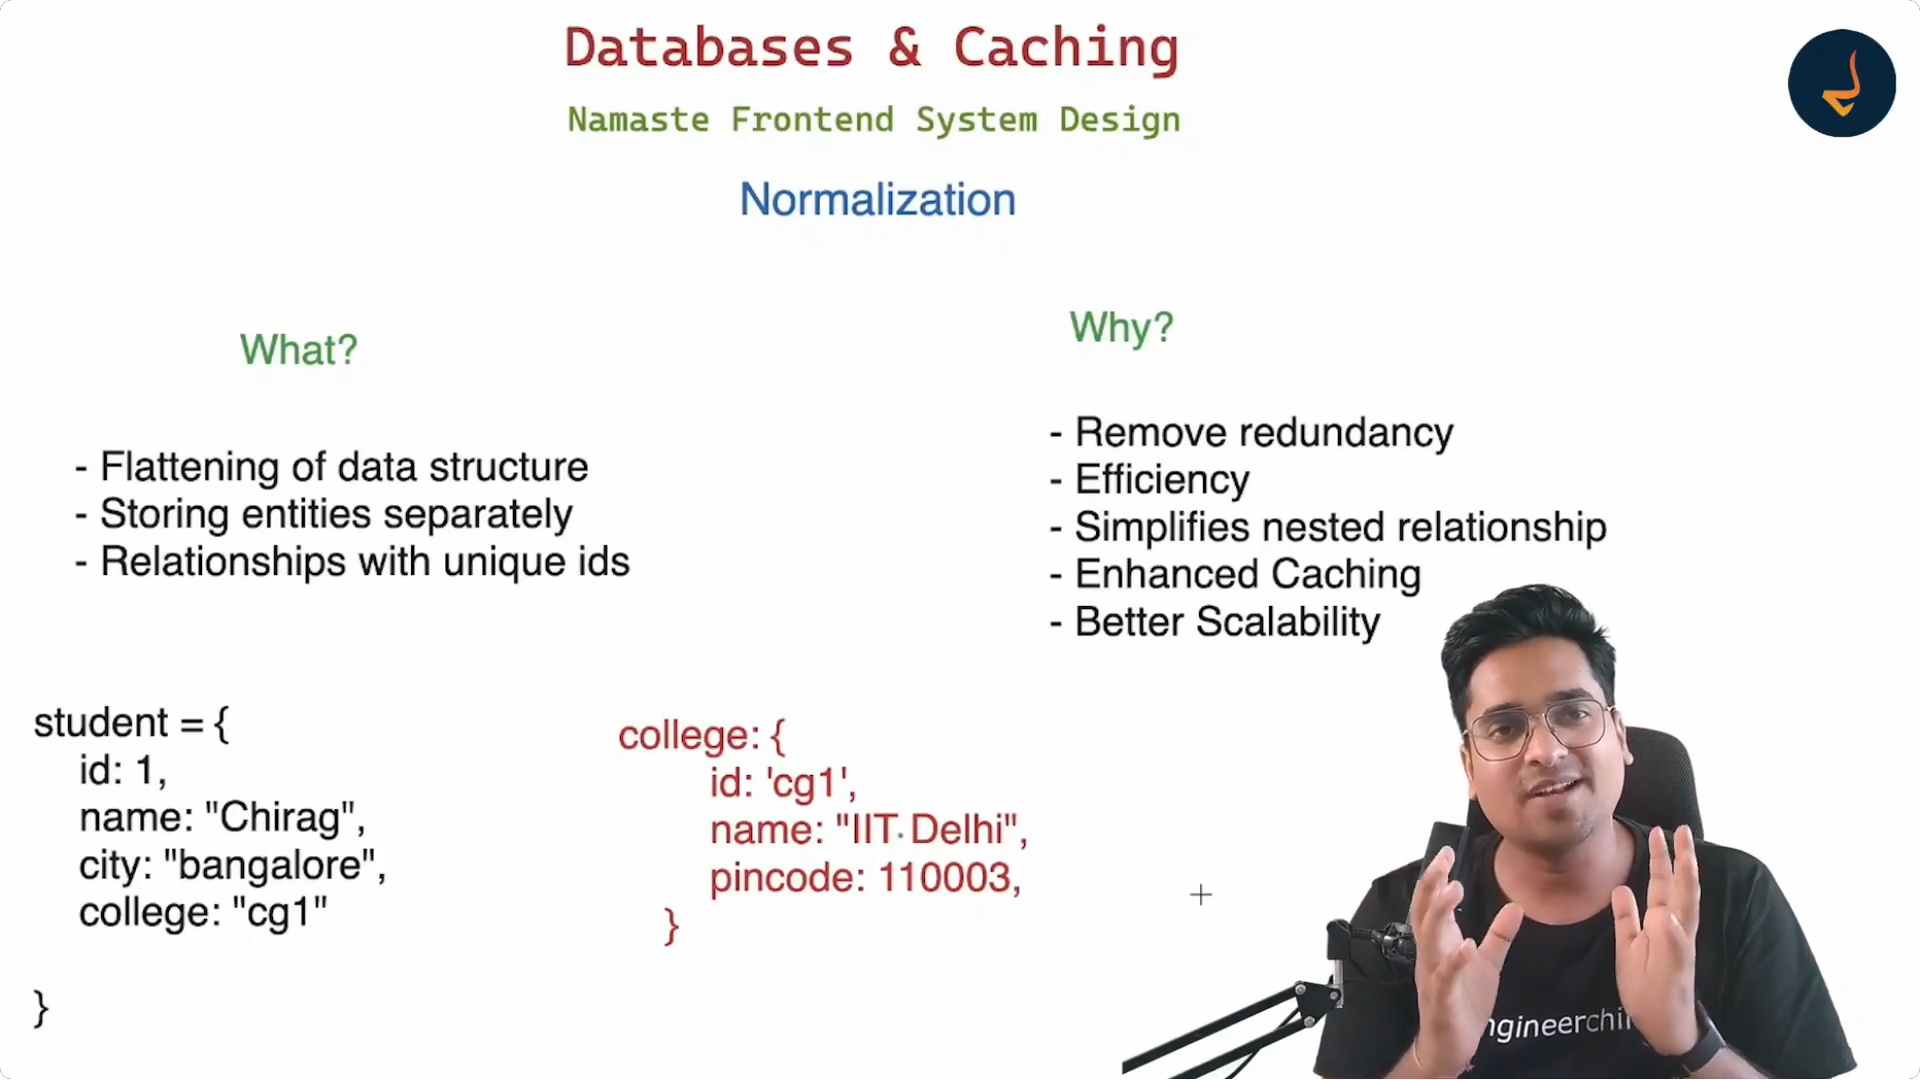 Databases & Caching
Namaste Frontend System Design
Normalization
What?
- Flattening of data structure
- Storing entities separately
- Relationships with unique ids
Why?
- Remove redundancy
- Efficiency
- Simplifies nested relationship
- Enhanced Caching
- Better Scalability
student = {
id: 1,
name: "Chirag",
city: "bangalore",
college: "cg1"
}
college: {
id: 'cg1',
name: "IIT Delhi",
pincode: 110003,
}
ngineerchi